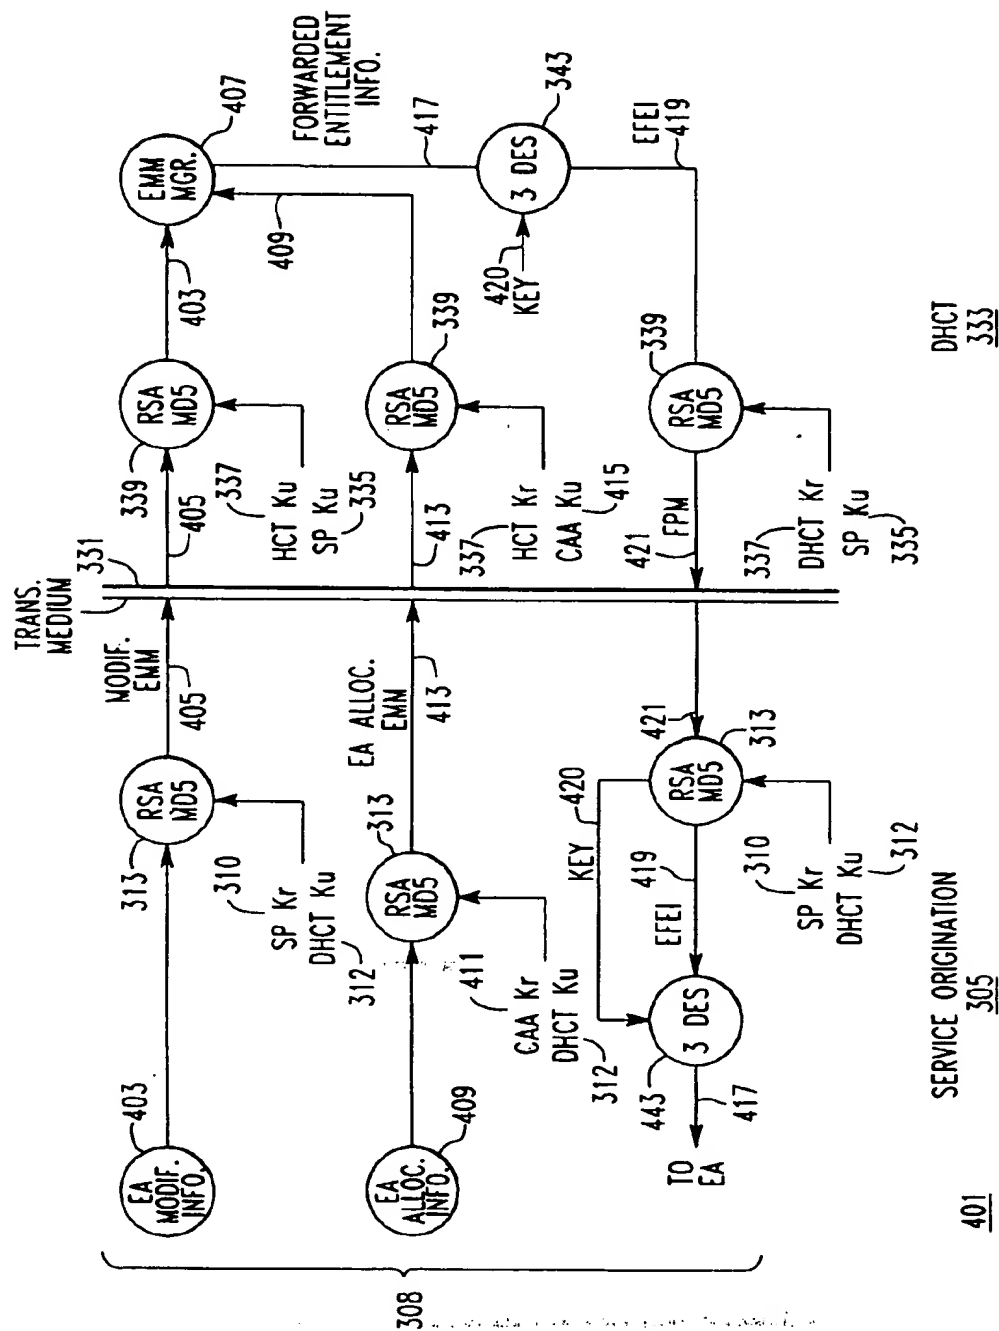 308
EA
MODIF.
INFO.
403
313
RSA
MD5
310
SP Kr
DHCT Ku
312
MODIF.
EMM
405
TRANS.
MEDIUM
331
405
339
RSA
MD5
337
HCT Ku
SP Ku
335
403
EMM
MGR.
407
FORWARDED
ENTITLEMENT
INFO.
EA
ALLOC.
INFO.
409
RSA
MD5
313
411
CAA Kr
DHCT Ku
312
EA ALLOC.
EMM
413
413
RSA
MD5
339
337
HCT Kr
CAA Ku
415
409
417
420
KEY
3 DES
343
EFEI
419
TO
EA
417
443
3 DES
KEY
420
EFEI
419
RSA
MD5
313
310
SP Kr
DHCT Ku
312
421
421
FPM
339
RSA
MD5
337
DHCT Kr
SP Ku
335
401
SERVICE ORIGINATION
305
DHCT
333